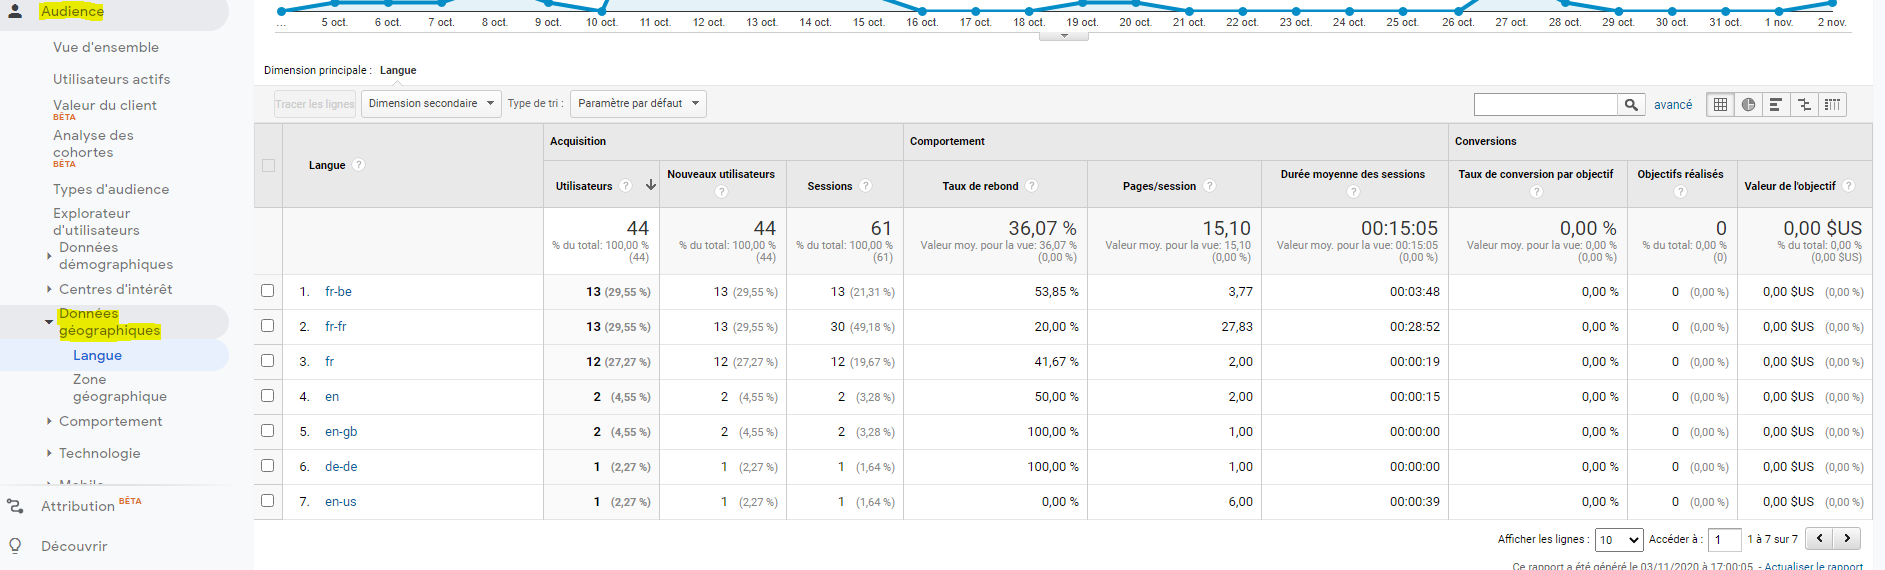 Audience
Vue d'ensemble
Utilisateurs actifs
Valeur du client
BÊTA
Analyse des
cohortes
BÊTA
Types d'audience
Explorateur
d'utilisateurs
Données
démographiques
Centres d'intérêt
Données
géographiques
Langue
Zone
géographique
Comportement
Technologie
Mobile
Attribution BÊTA
Découvrir
... 5 oct. 6 oct. 7 oct. 8 oct. 9 oct. 10 oct. 11 oct. 12 oct. 13 oct. 14 oct. 15 oct. 16 oct. 17 oct. 18 oct. 19 oct. 20 oct. 21 oct. 22 oct. 23 oct. 24 oct. 25 oct. 26 oct. 27 oct. 28 oct. 29 oct. 30 oct. 31 oct. 1 nov. 2 nov.
Dimension principale : Langue
Tracer les lignes Dimension secondaire Type de tri : Paramètre par défaut avancé
Acquisition Comportement Conversions
Langue ? Utilisateurs ? Nouveaux utilisateurs ? Sessions ? Taux de rebond ? Pages/session ? Durée moyenne des sessions ? Taux de conversion par objectif ? Objectifs réalisés ? Valeur de l'objectif ?
44 44 61 36,07 % 15,10 00:15:05 0,00 % 0 0,00 $US
% du total: 100,00 % % du total: 100,00 % % du total: 100,00 % Valeur moy. pour la vue: 36,07 % Valeur moy. pour la vue: 15,10 Valeur moy. pour la vue: 00:15:05 Valeur moy. pour la vue: 0,00 % % du total: 0,00 % % du total: 0,00 %
(44) (44) (61) (0,00 %) (0,00 %) (0,00 %) (0,00 %) (0) (0,00 $US)
1. fr-be 13 (29,55 %) 13 (29,55 %) 13 (21,31 %) 53,85 % 3,77 00:03:48 0,00 % 0 (0,00 %) 0,00 $US (0,00 %)
2. fr-fr 13 (29,55 %) 13 (29,55 %) 30 (49,18 %) 20,00 % 27,83 00:28:52 0,00 % 0 (0,00 %) 0,00 $US (0,00 %)
3. fr 12 (27,27 %) 12 (27,27 %) 12 (19,67 %) 41,67 % 2,00 00:00:19 0,00 % 0 (0,00 %) 0,00 $US (0,00 %)
4. en 2 (4,55 %) 2 (4,55 %) 2 (3,28 %) 50,00 % 2,00 00:00:15 0,00 % 0 (0,00 %) 0,00 $US (0,00 %)
5. en-gb 2 (4,55 %) 2 (4,55 %) 2 (3,28 %) 100,00 % 1,00 00:00:00 0,00 % 0 (0,00 %) 0,00 $US (0,00 %)
6. de-de 1 (2,27 %) 1 (2,27 %) 1 (1,64 %) 100,00 % 1,00 00:00:00 0,00 % 0 (0,00 %) 0,00 $US (0,00 %)
7. en-us 1 (2,27 %) 1 (2,27 %) 1 (1,64 %) 0,00 % 6,00 00:00:39 0,00 % 0 (0,00 %) 0,00 $US (0,00 %)
Afficher les lignes : 10 Accéder à : 1 1 à 7 sur 7
Ce rapport a été généré le 03/11/2020 à 17:00:05 - Actualiser le rapport